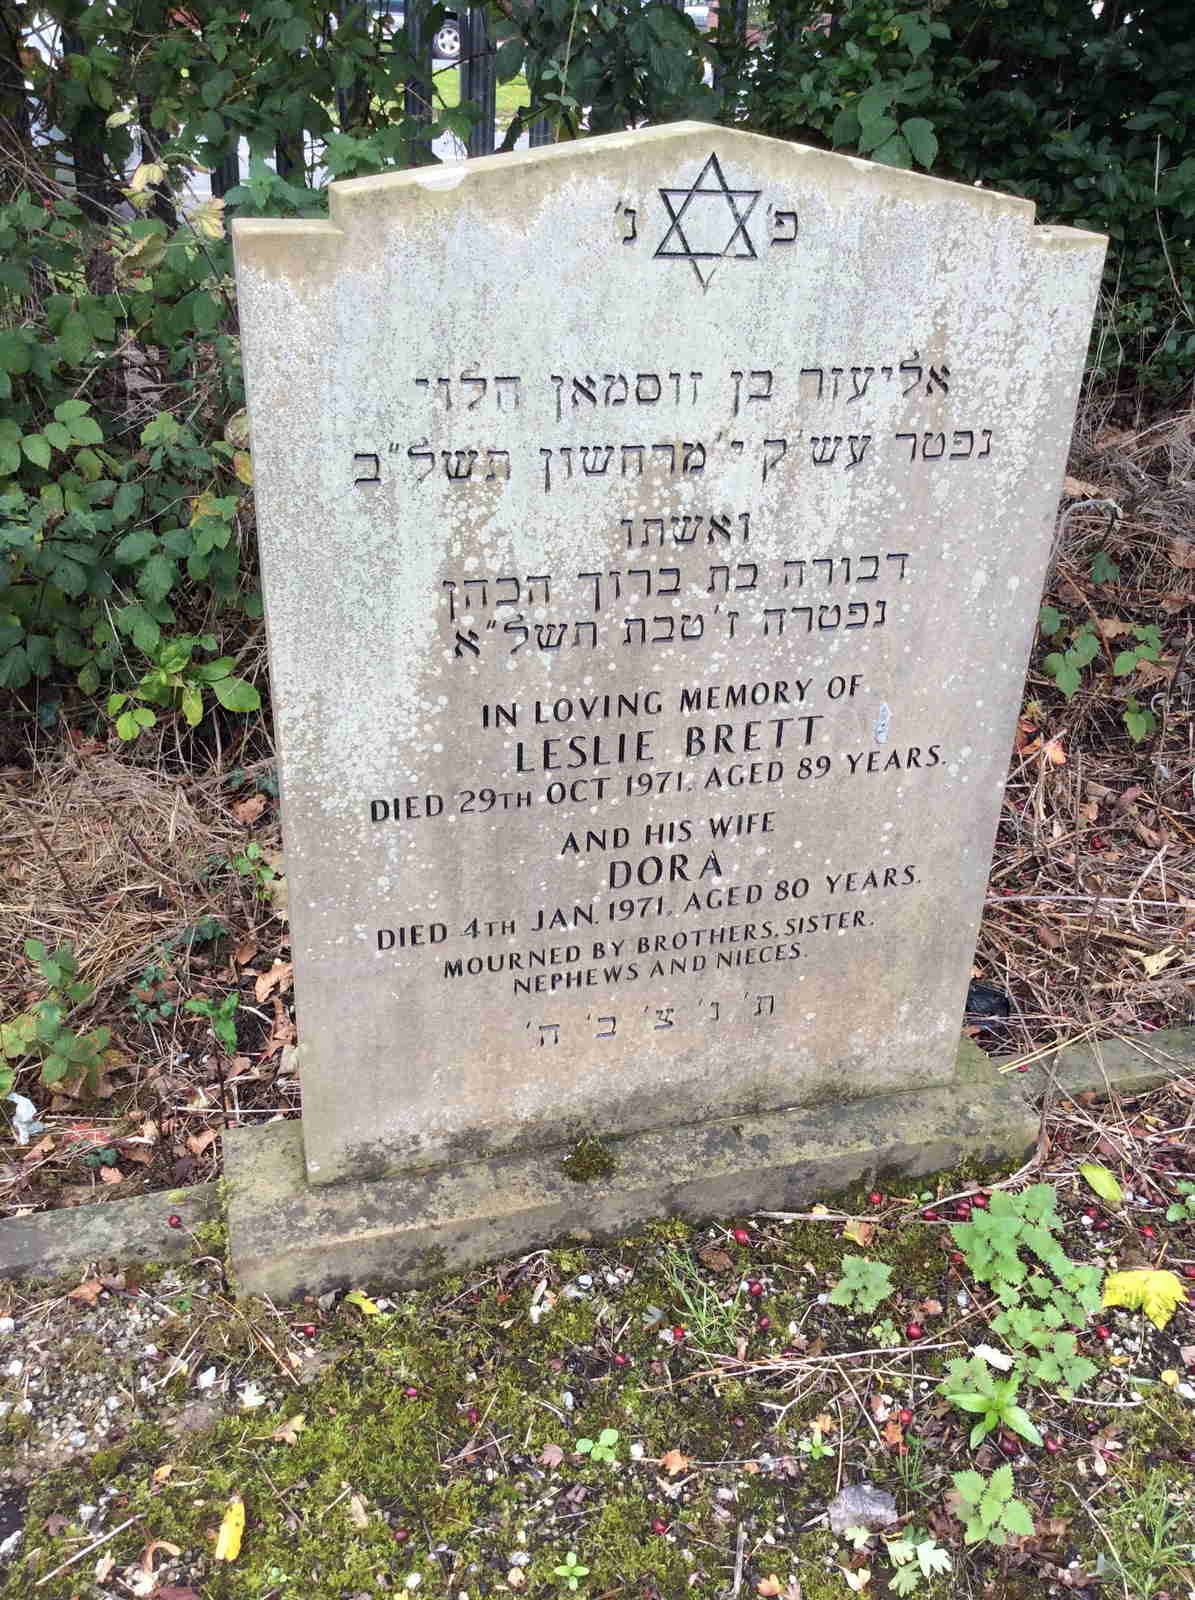 פ' נ'
אליעזר בן זוסמאן הלוי
נפטר עש"ק י' מרחשון תשל"ב
ואשתו
דבורה בת ברוך הכהן
נפטרה ז' טבת תשל"א
IN LOVING MEMORY OF
LESLIE BRETT
DIED 29TH OCT 1971. AGED 89 YEARS.
AND HIS WIFE
DORA
DIED 4TH JAN. 1971. AGED 80 YEARS.
MOURNED BY BROTHERS, SISTER.
NEPHEWS AND NIECES.
ת' נ' צ' ב' ה'